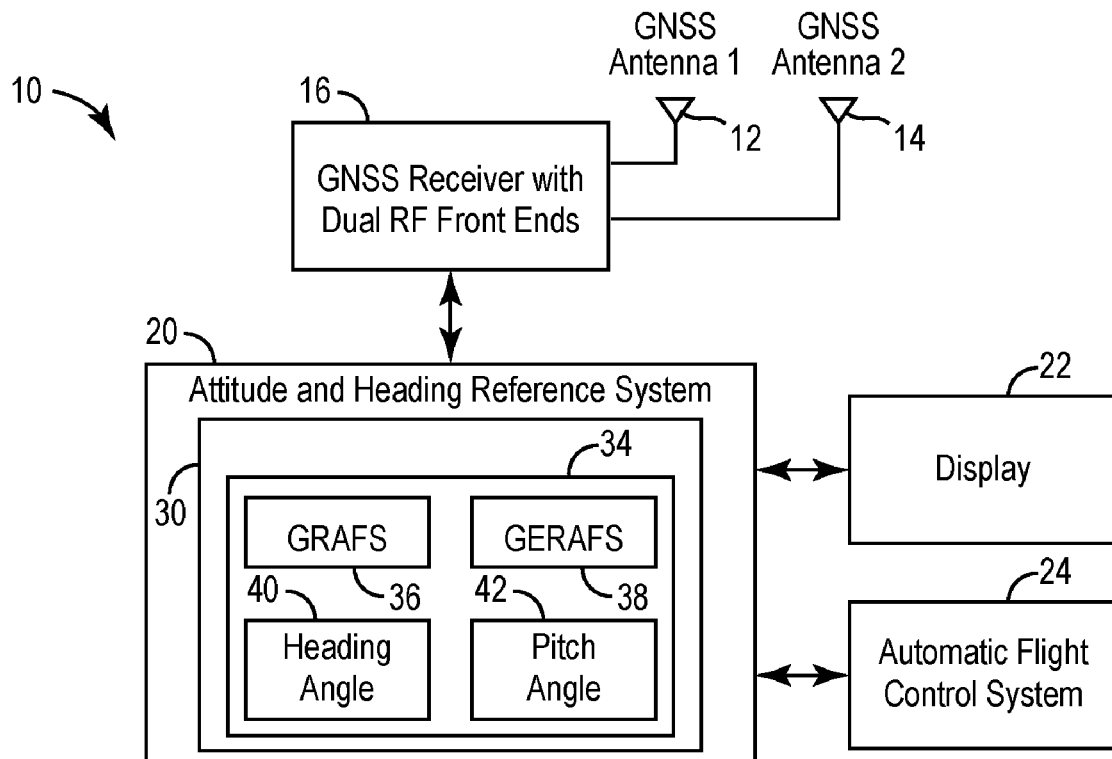 GNSS
Antenna 1
GNSS
Antenna 2
10
16
12
14
GNSS Receiver with
Dual RF Front Ends
20
Attitude and Heading Reference System
22
Display
30
34
GRAFS
GERAFS
36
38
40
42
Heading
Angle
Pitch
Angle
24
Automatic Flight
Control System